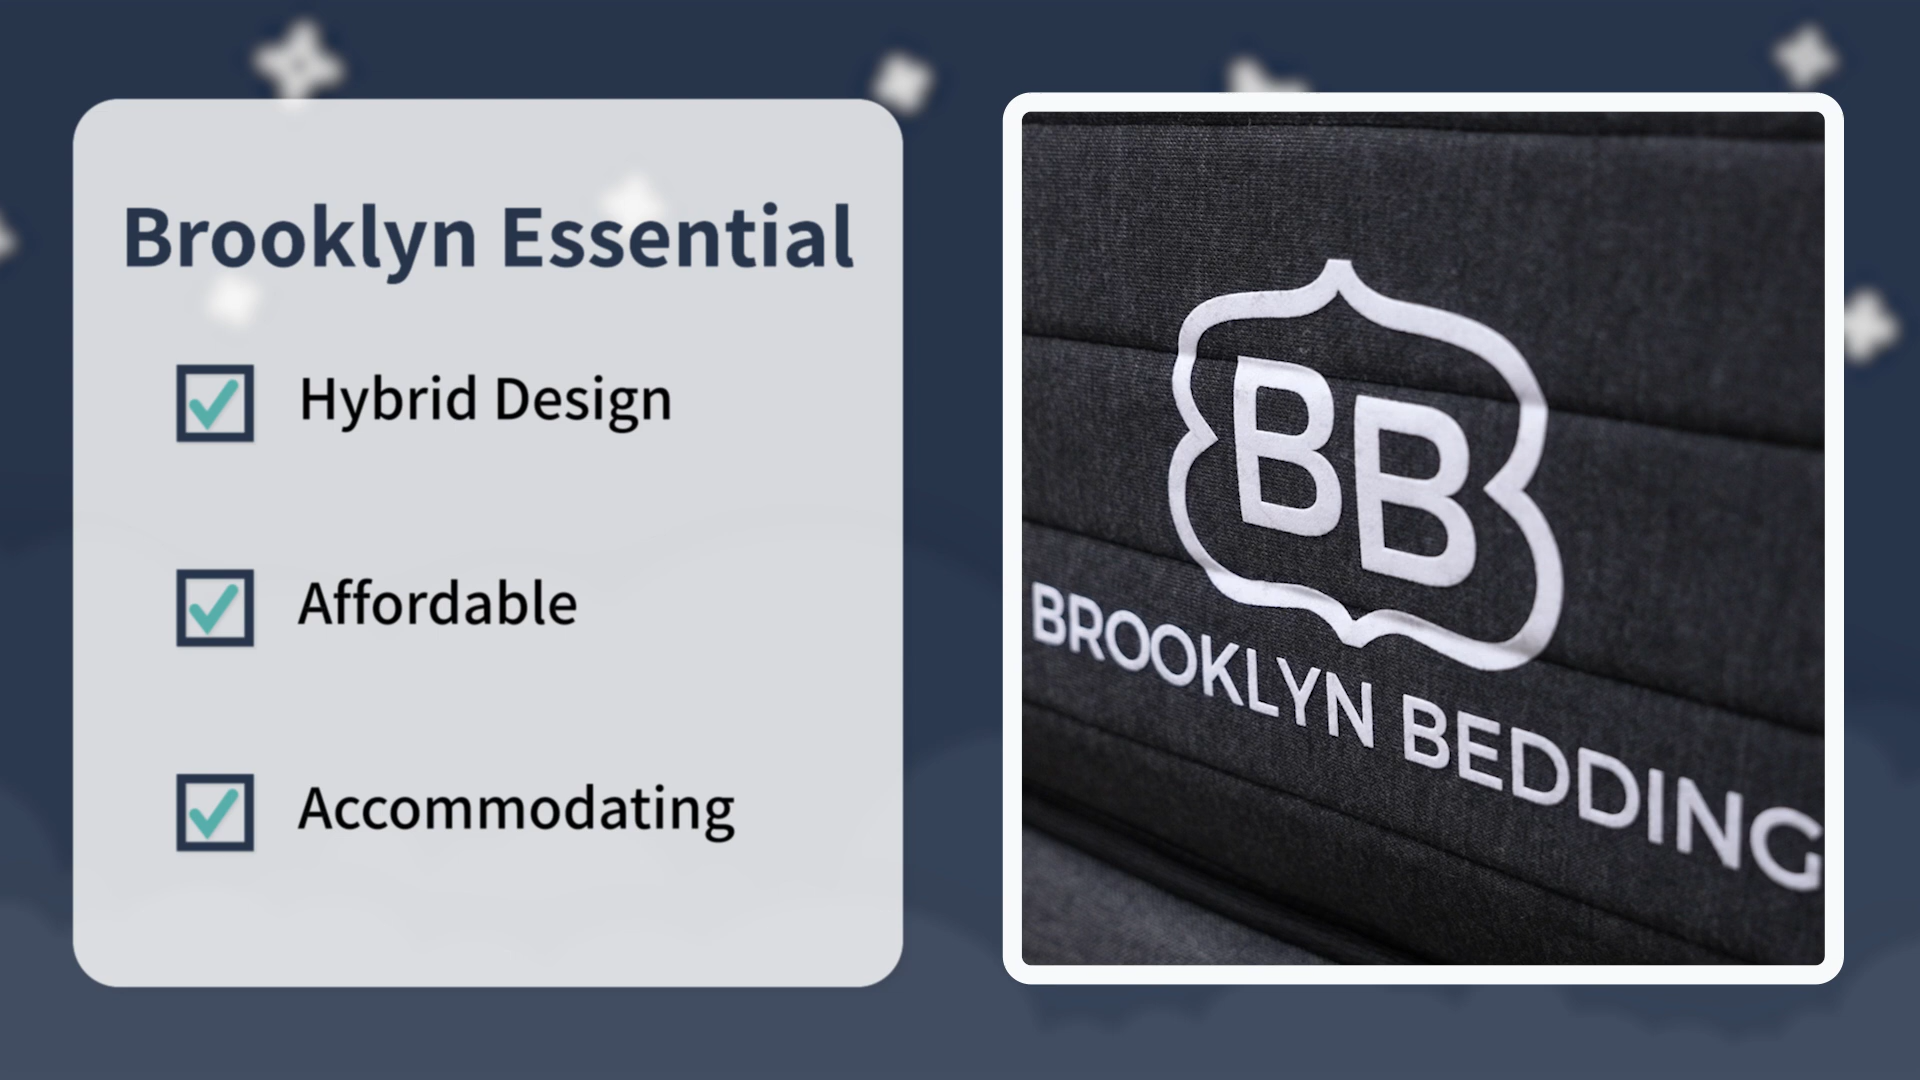 Brooklyn Essential
Hybrid Design
Affordable
Accommodating
BB
BROOKLYN BEDDING